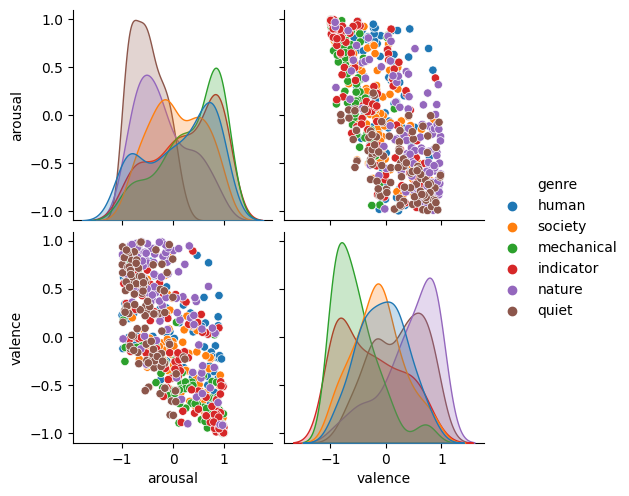 1.0
0.5
0.0
−0.5
−1.0
arousal
1.0
0.5
0.0
−0.5
−1.0
valence
−1
0
1
arousal
−1
0
1
valence
genre
human
society
mechanical
indicator
nature
quiet